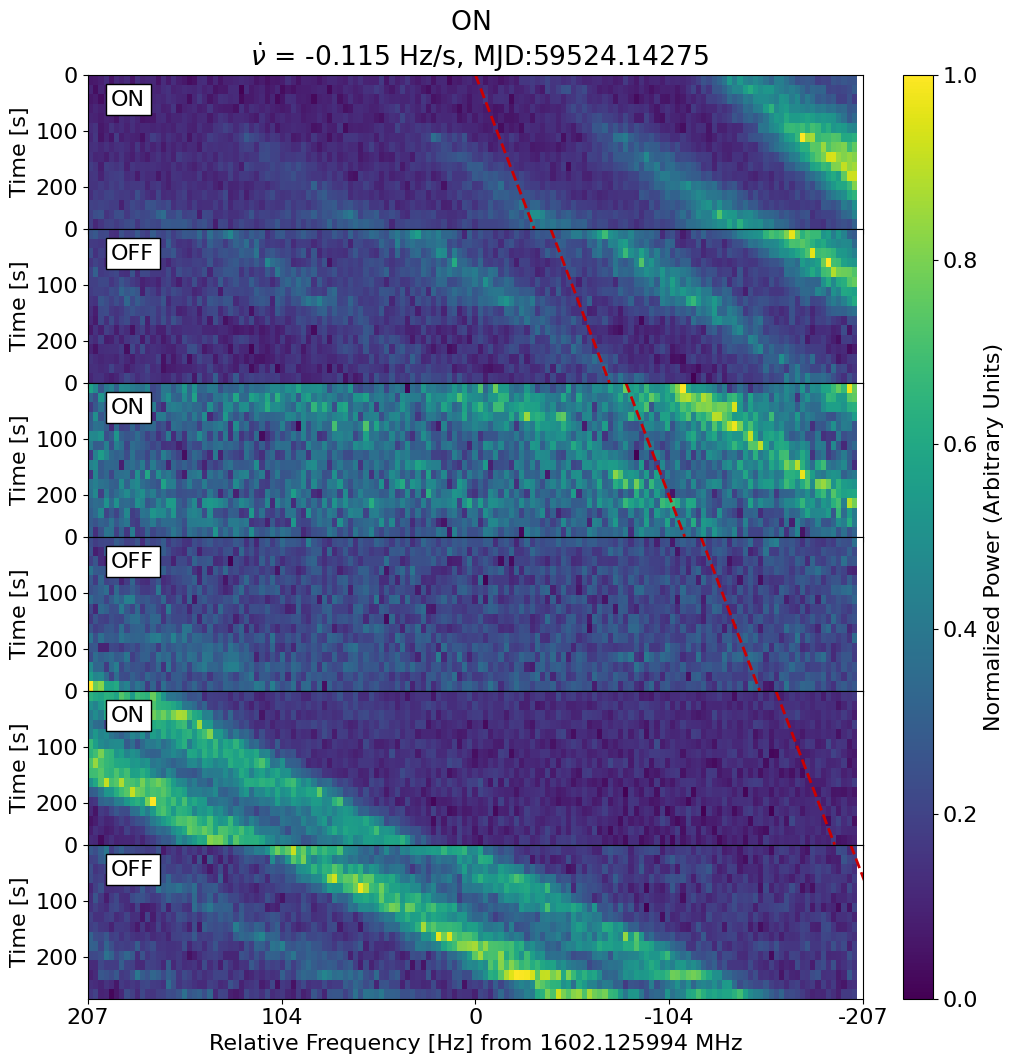 ON
ν̇ = -0.115 Hz/s, MJD:59524.14275
0
ON
100
200
Time [s]
0
OFF
100
200
Time [s]
0
ON
100
200
Time [s]
0
OFF
100
200
Time [s]
0
ON
100
200
Time [s]
0
OFF
100
200
Time [s]
207
104
0
-104
-207
Relative Frequency [Hz] from 1602.125994 MHz
1.0
0.8
0.6
0.4
0.2
0.0
Normalized Power (Arbitrary Units)